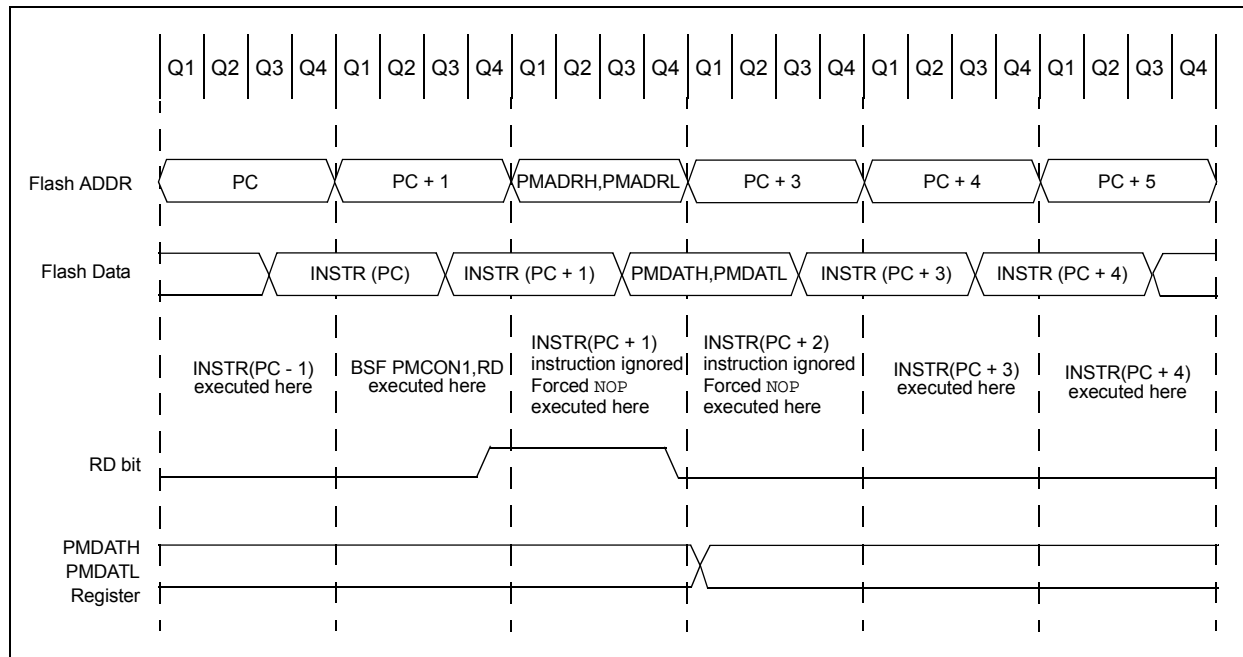 Q1 Q2 Q3 Q4 Q1 Q2 Q3 Q4 Q1 Q2 Q3 Q4 Q1 Q2 Q3 Q4 Q1 Q2 Q3 Q4 Q1 Q2 Q3 Q4
Flash ADDR PC PC + 1 PMADRH,PMADRL PC + 3 PC + 4 PC + 5
Flash Data INSTR (PC) INSTR (PC + 1) PMDATH,PMDATL INSTR (PC + 3) INSTR (PC + 4)
INSTR(PC - 1)
executed here
BSF PMCON1,RD
executed here
INSTR(PC + 1)
instruction ignored
Forced NOP
executed here
INSTR(PC + 2)
instruction ignored
Forced NOP
executed here
INSTR(PC + 3)
executed here
INSTR(PC + 4)
executed here
RD bit
PMDATH
PMDATL
Register